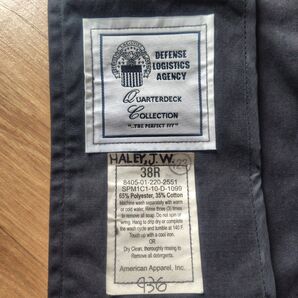 DEFENSE
LOGISTICS
AGENCY
QUARTERDECK
COLLECTION
"...THE PERFECT FIT"
HALEY, J.W.
38R
8405-01-220-2551
SPM1C1-10-D-1099
65% Polyester, 35% Cotton
Machine wash separately with warm
or cold water. Rinse three (3) times
to remove all soap. Do not spin or
wring. Hang to drip dry or complete
the wash cycle and tumble at 140 F.
Touch up with a cool iron.
OR
Dry Clean, thoroughly rinsing to
Remove all detergents.
American Apparel, Inc.
936